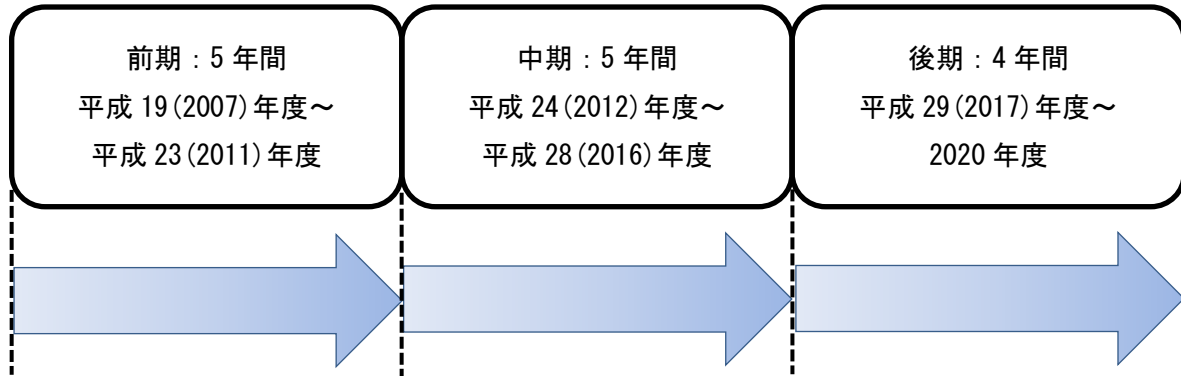 前期：5 年間
平成 19(2007)年度～
平成 23(2011)年度
中期：5 年間
平成 24(2012)年度～
平成 28(2016)年度
後期：4 年間
平成 29(2017)年度～
2020 年度